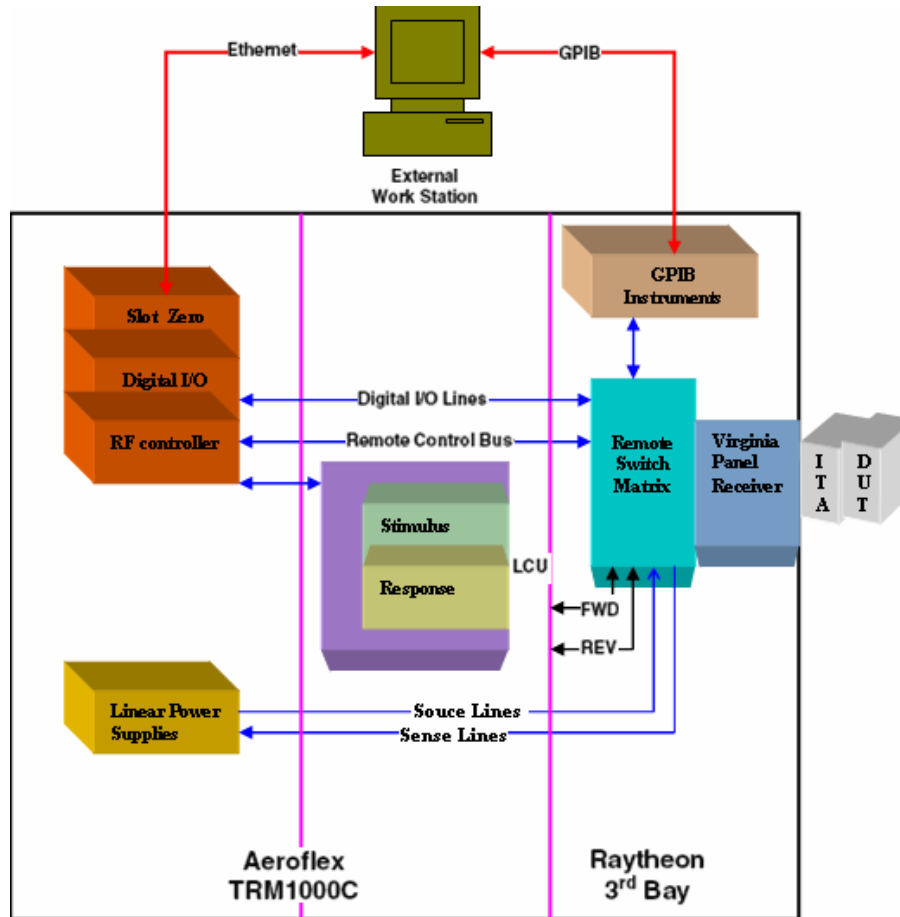 Ethernet
GPIB
External
Work Station
GPIB
Instruments
Slot Zero
Digital I/O
RF controller
Digital I/O Lines
Remote Control Bus
Remote
Switch
Matrix
Virginia
Panel
Receiver
I
T
A
D
U
T
Stimulus
Response
LCU
FWD
REV
Linear Power
Supplies
Souce Lines
Sense Lines
Aeroflex
TRM1000C
Raytheon
3rd Bay